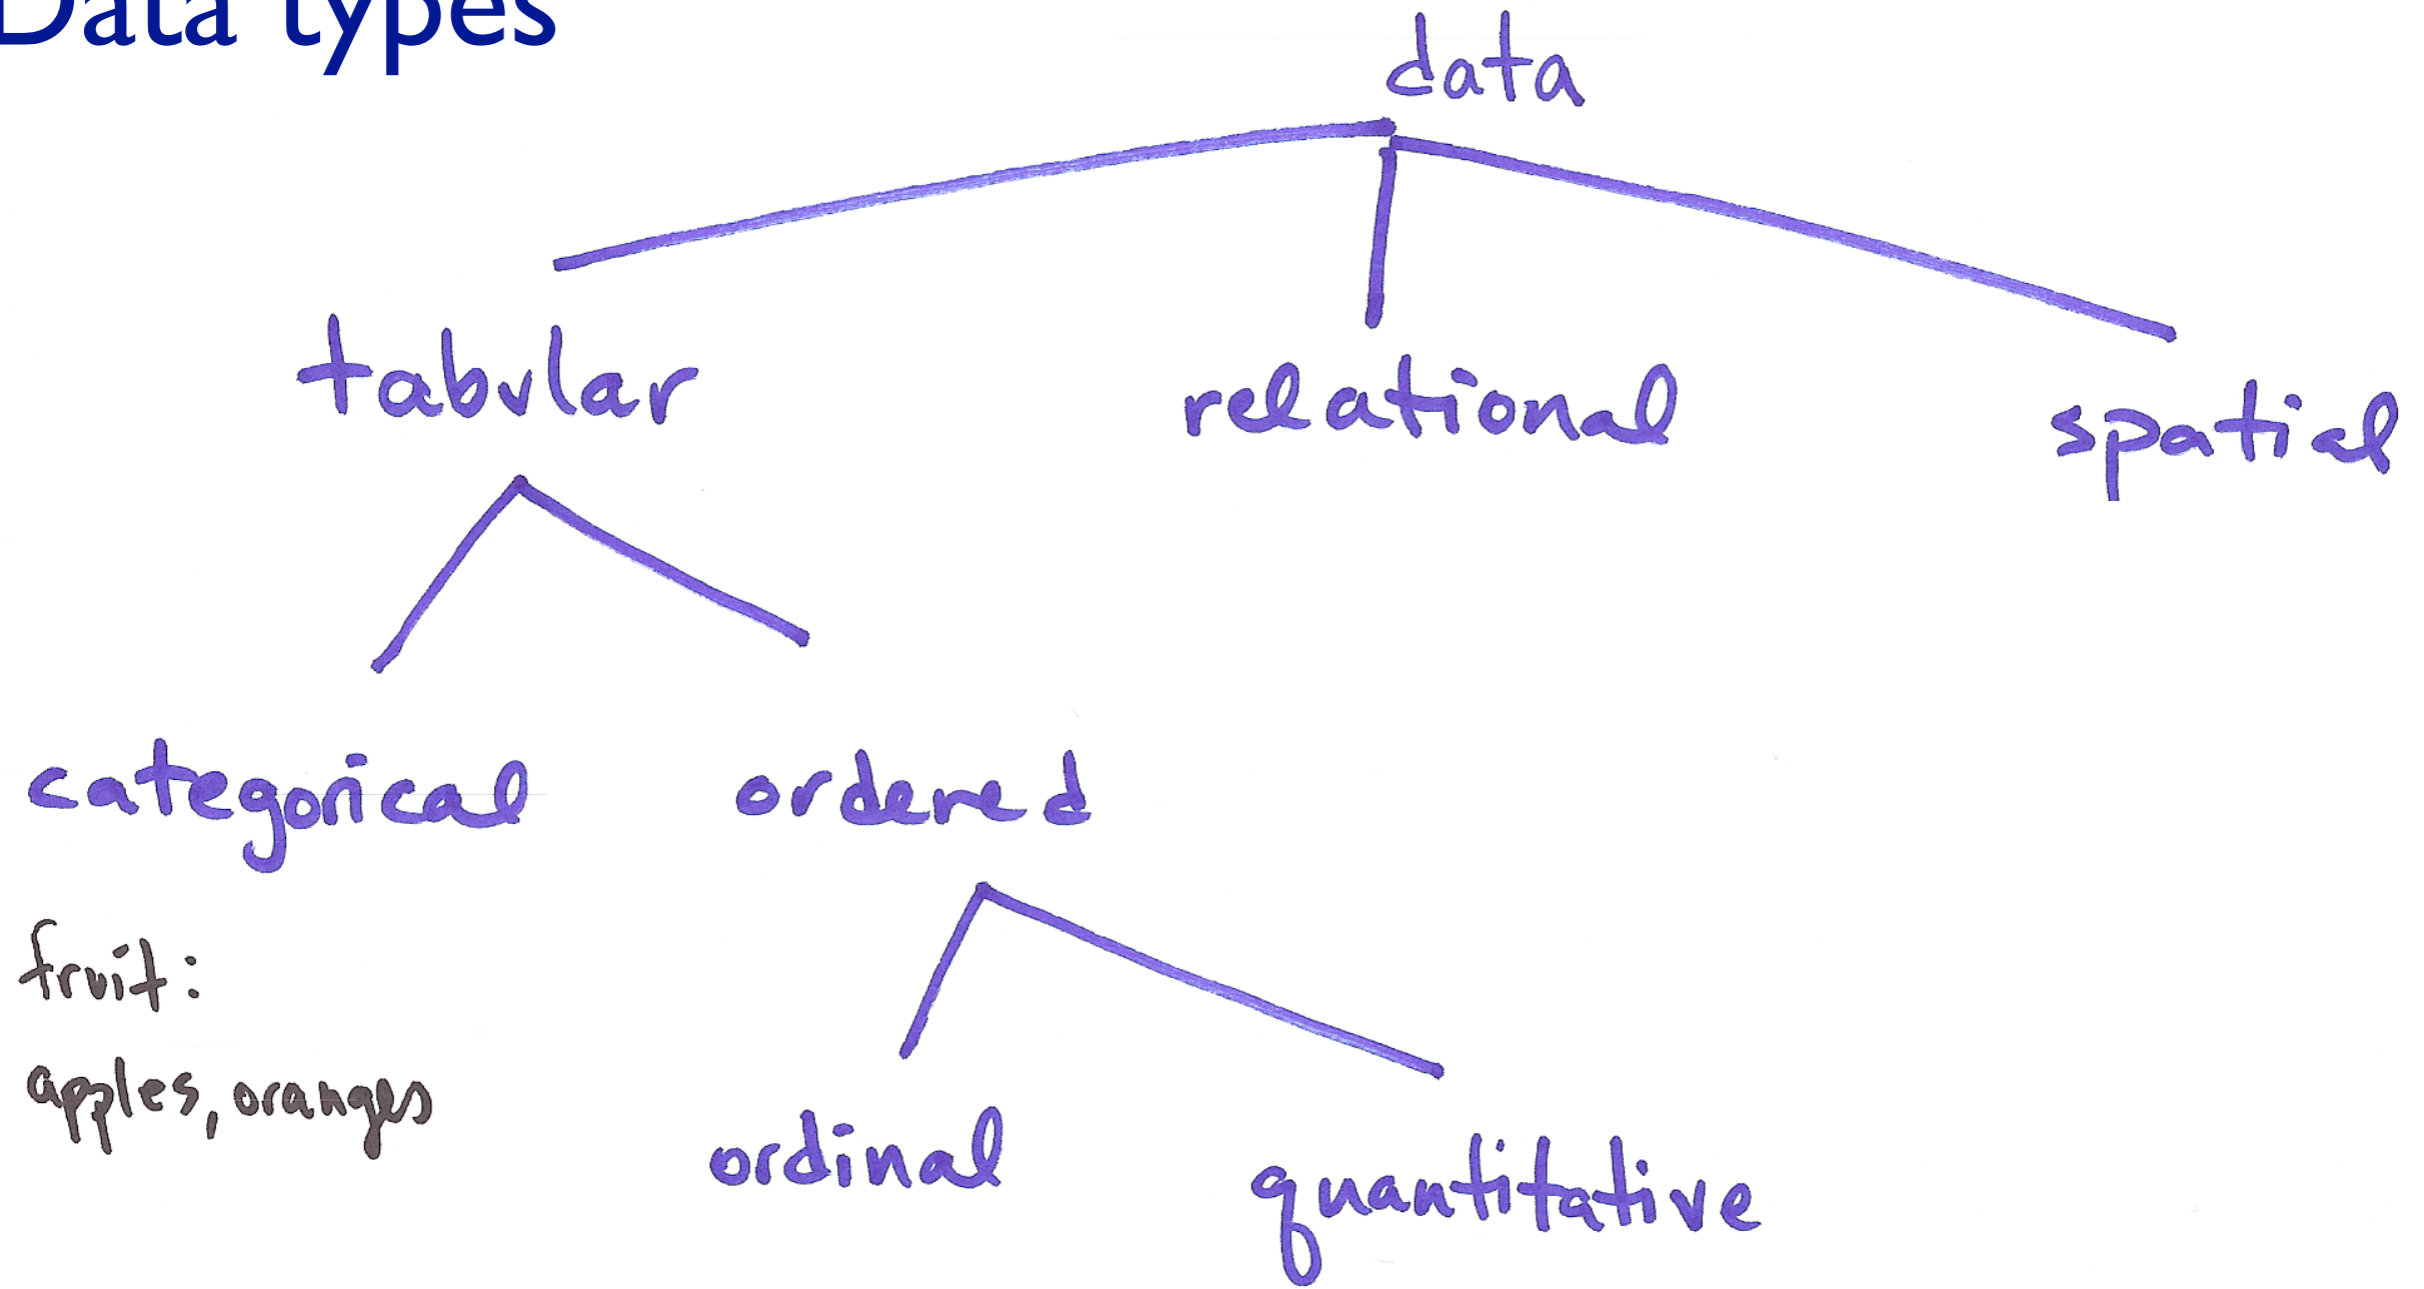 Data types
data
tabular
relational
spatial
categorical
ordered
fruit:
apples, oranges
ordinal
quantitative